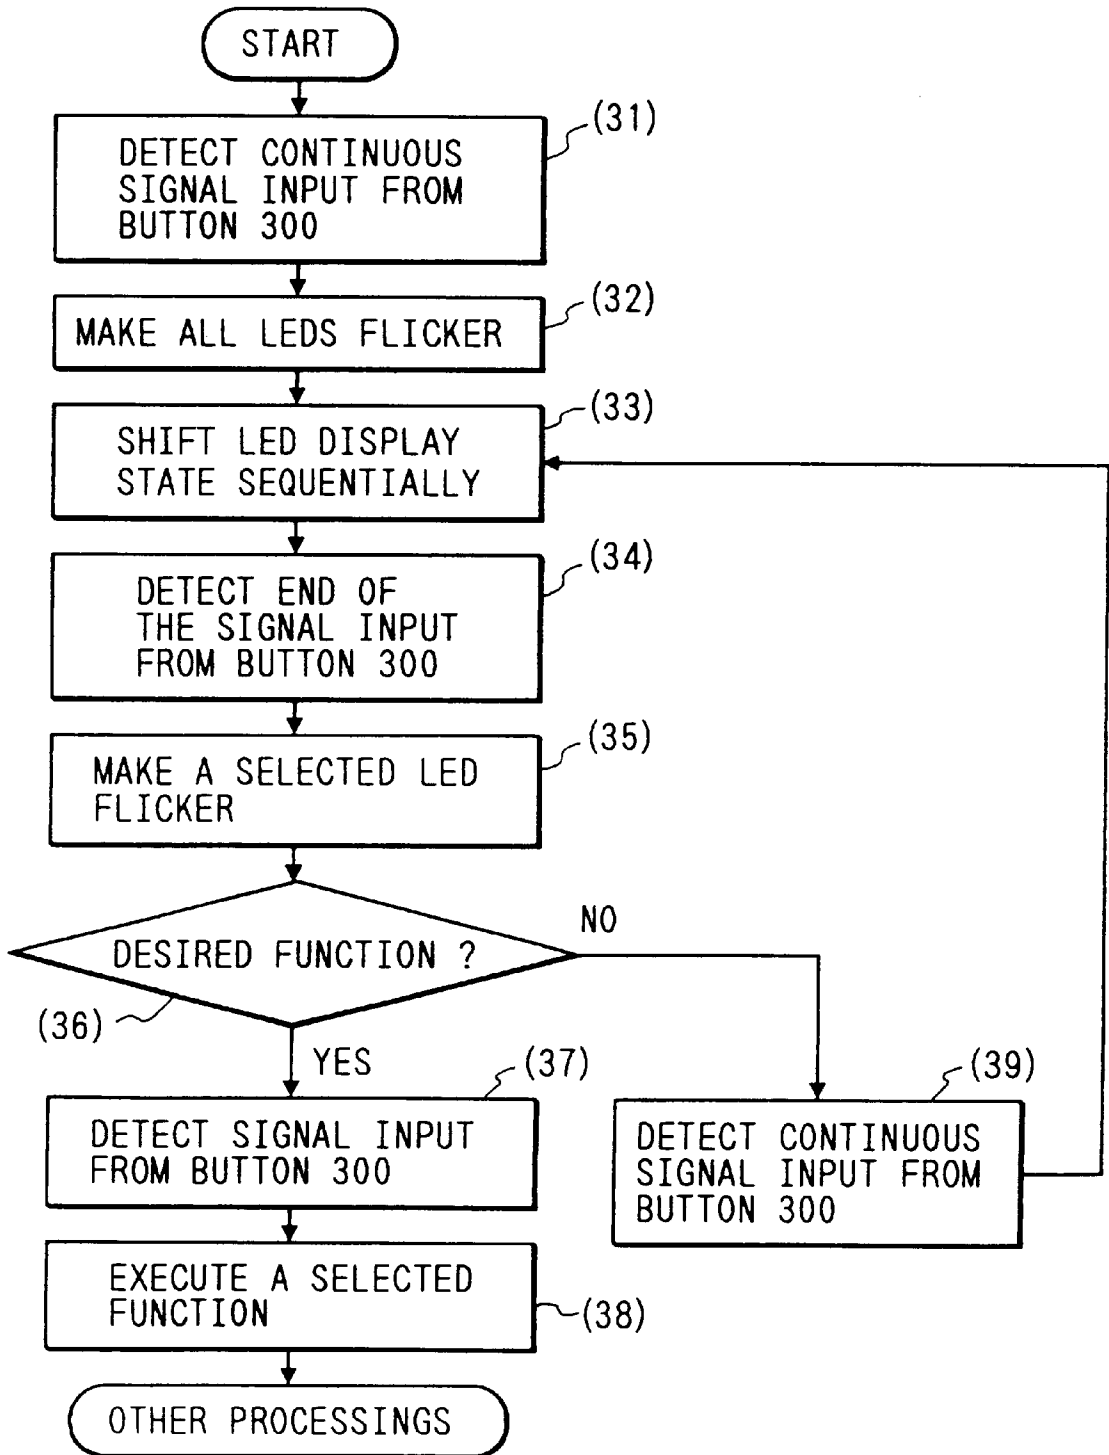 START
(31)
DETECT CONTINUOUS
SIGNAL INPUT FROM
BUTTON 300
(32)
MAKE ALL LEDS FLICKER
(33)
SHIFT LED DISPLAY
STATE SEQUENTIALLY
(34)
DETECT END OF
THE SIGNAL INPUT
FROM BUTTON 300
(35)
MAKE A SELECTED LED
FLICKER
DESIRED FUNCTION ?
NO
(36)
YES
(37)
DETECT SIGNAL INPUT
FROM BUTTON 300
(39)
DETECT CONTINUOUS
SIGNAL INPUT FROM
BUTTON 300
EXECUTE A SELECTED
FUNCTION
(38)
OTHER PROCESSINGS